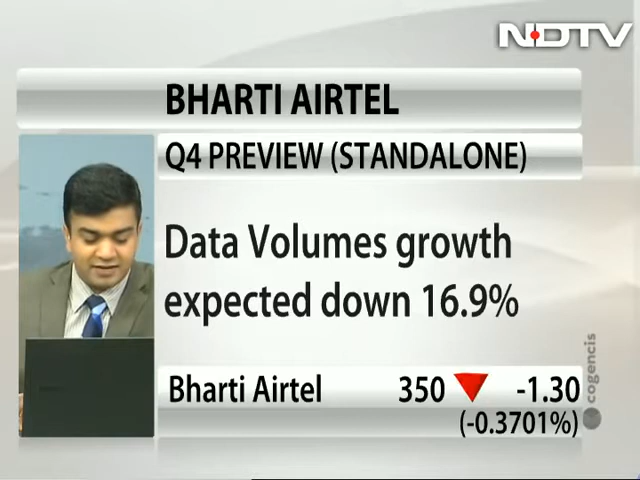 NDTV
BHARTI AIRTEL
Q4 PREVIEW (STANDALONE)
Data Volumes growth
expected down 16.9%
Bharti Airtel 350 -1.30
(-0.3701%)
cogencis